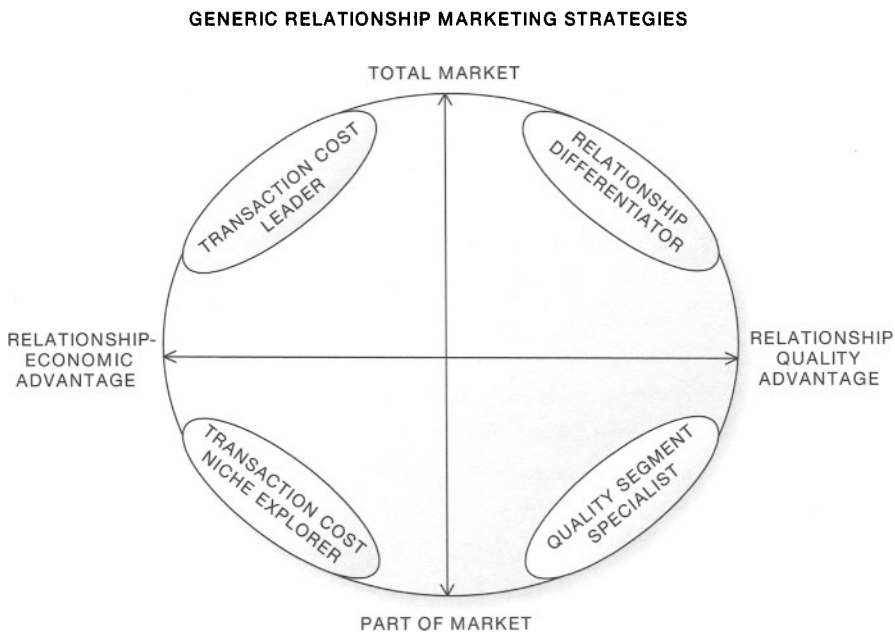 GENERIC RELATIONSHIP MARKETING STRATEGIES
TOTAL MARKET
TRANSACTION COST
LEADER
RELATIONSHIP
DIFFERENTIATOR
RELATIONSHIP-
ECONOMIC
ADVANTAGE
RELATIONSHIP
QUALITY
ADVANTAGE
TRANSACTION COST
NICHE EXPLORER
QUALITY SEGMENT
SPECIALIST
PART OF MARKET